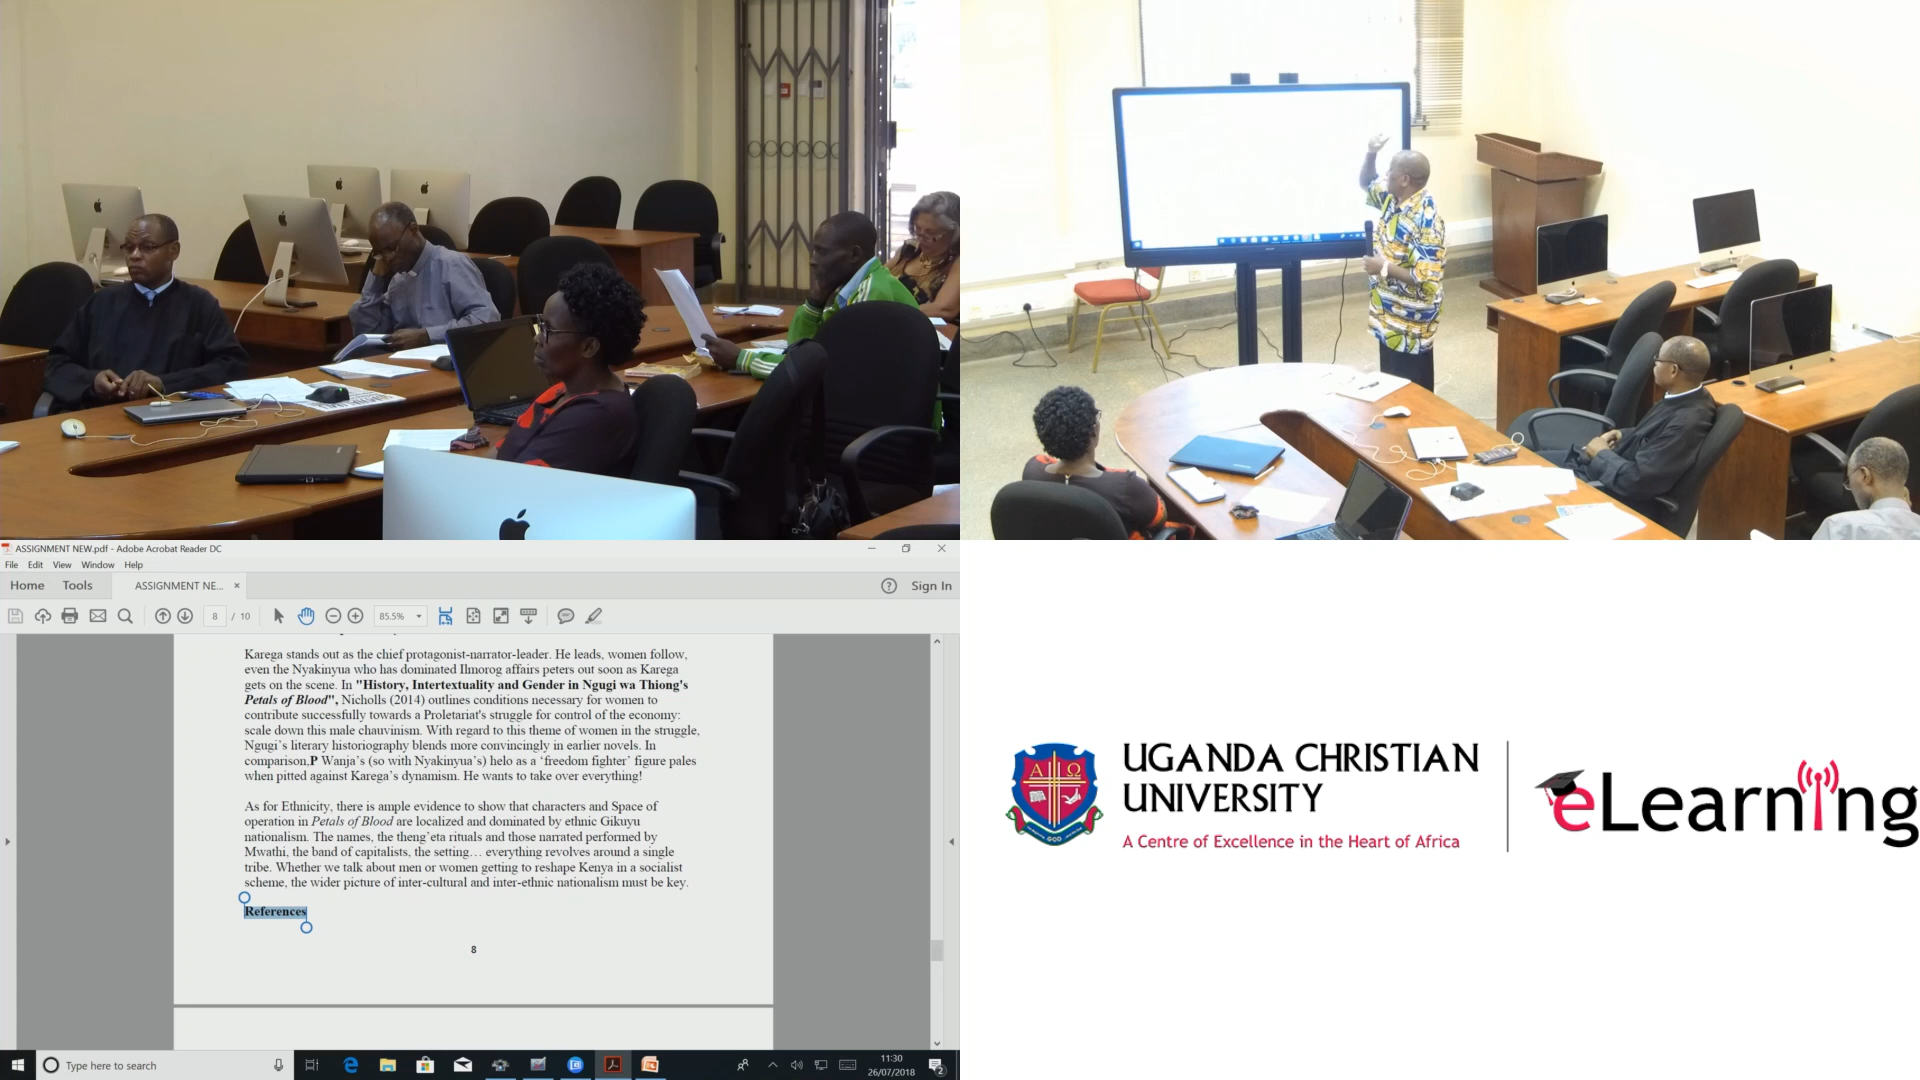 ASSIGNMENT NEW.pdf - Adobe Acrobat Reader DC
File Edit View Window Help
Home Tools ASSIGNMENT NE... × Sign In
8 / 10 85.5%
Karega stands out as the chief protagonist-narrator-leader. He leads, women follow,
even the Nyakinyua who has dominated Ilmorog affairs peters out soon as Karega
gets on the scene. In "History, Intertextuality and Gender in Ngugi wa Thiong's
Petals of Blood", Nicholls (2014) outlines conditions necessary for women to
contribute successfully towards a Proletariat's struggle for control of the economy:
scale down this male chauvinism. With regard to this theme of women in the struggle,
Ngugi's literary historiography blends more convincingly in earlier novels. In
comparison,P Wanja's (so with Nyakinyua's) helo as a 'freedom fighter' figure pales
when pitted against Karega's dynamism. He wants to take over everything!
As for Ethnicity, there is ample evidence to show that characters and Space of
operation in Petals of Blood are localized and dominated by ethnic Gikuyu
nationalism. The names, the theng'eta rituals and those narrated performed by
Mwathi, the band of capitalists, the setting… everything revolves around a single
tribe. Whether we talk about men or women getting to reshape Kenya in a socialist
scheme, the wider picture of inter-cultural and inter-ethnic nationalism must be key.
References
8
Type here to search
11:30
26/07/2018
2
A Ω
UGANDA CHRISTIAN
UNIVERSITY
A Centre of Excellence in the Heart of Africa
eLearning